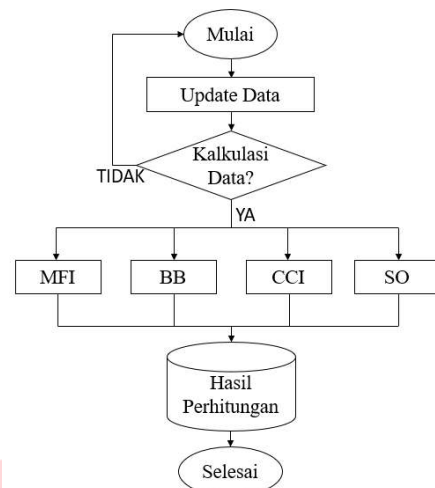 Mulai
Update Data
Kalkulasi
Data?
TIDAK
YA
MFI
BB
CCI
SO
Hasil
Perhitungan
Selesai